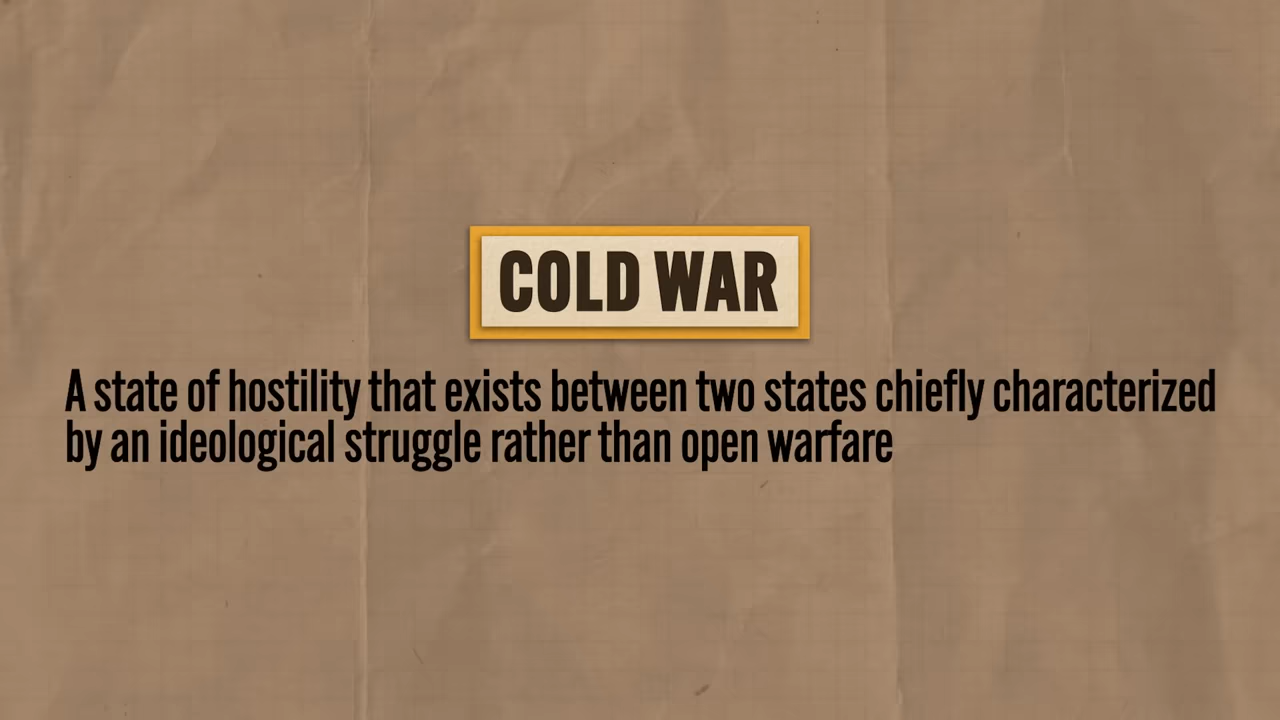 COLD WAR
A state of hostility that exists between two states chiefly characterized
by an ideological struggle rather than open warfare